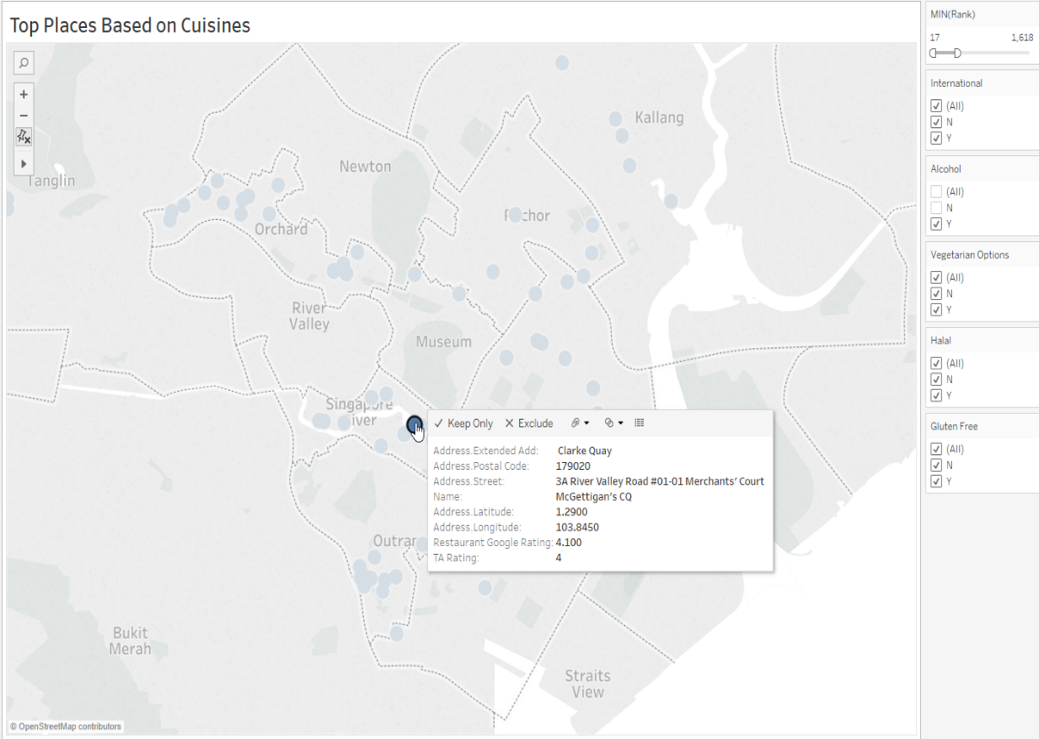 Top Places Based on Cuisines
Kallang
Newton
Tanglin
Orchard
River
Valley
Museum
Singapore
iver
✓ Keep Only ✕ Exclude
Address.Extended Add: Clarke Quay
Address.Postal Code: 179020
Address.Street: 3A River Valley Road #01-01 Merchants' Court
Name: McGettigan's CQ
Address.Latitude: 1.2900
Address.Longitude: 103.8450
Restaurant Google Rating: 4.100
TA Rating: 4
Outra
Bukit
Merah
Straits
View
© OpenStreetMap contributors
MIN(Rank)
17 1,618
International
(All)
N
Y
Alcohol
(All)
N
Y
Vegetarian Options
(All)
N
Y
Halal
(All)
N
Y
Gluten Free
(All)
N
Y